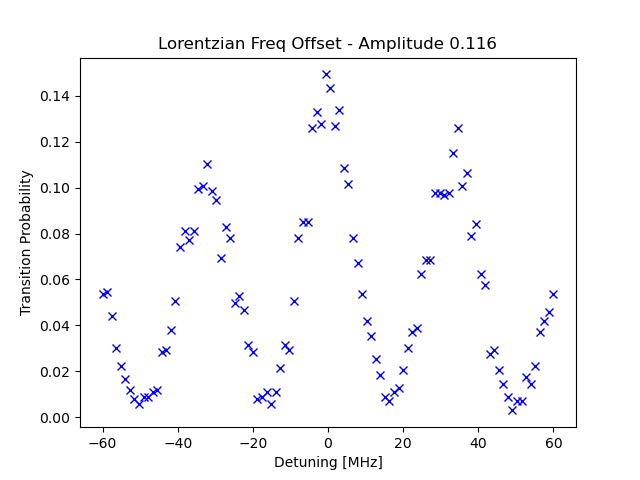 Lorentzian Freq Offset - Amplitude 0.116
Transition Probability
0.14
0.12
0.10
0.08
0.06
0.04
0.02
0.00
−60 −40 −20 0 20 40 60
Detuning [MHz]